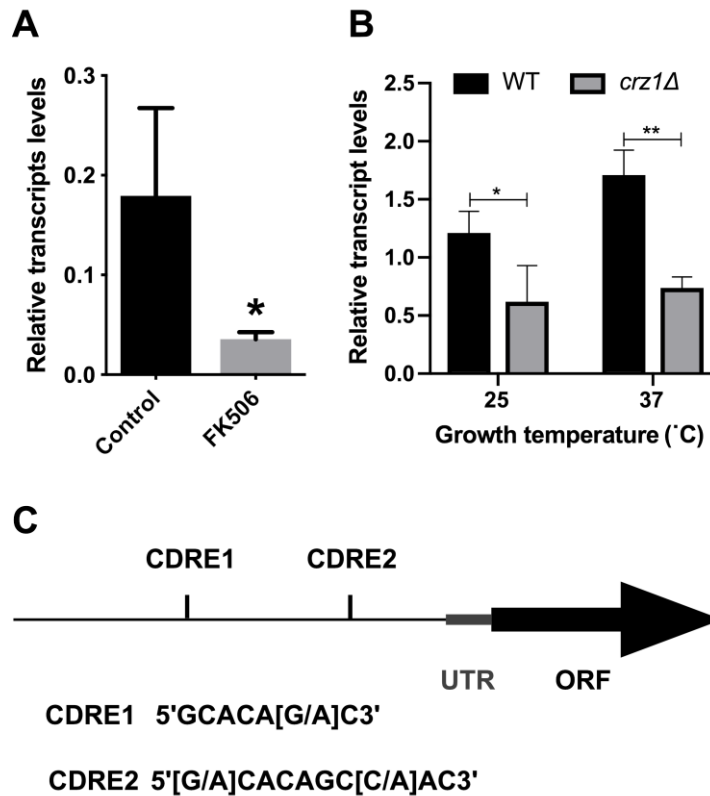 A
Relative transcripts levels
0.3
0.2
0.1
0.0
*
Control
FK506
B
Relative transcript levels
2.5
2.0
1.5
1.0
0.5
0.0
WT
crz1Δ
*
**
25
37
Growth temperature (˚C)
C
CDRE1 CDRE2
UTR ORF
CDRE1 5'GCACA[G/A]C3'
CDRE2 5'[G/A]CACAGC[C/A]AC3'